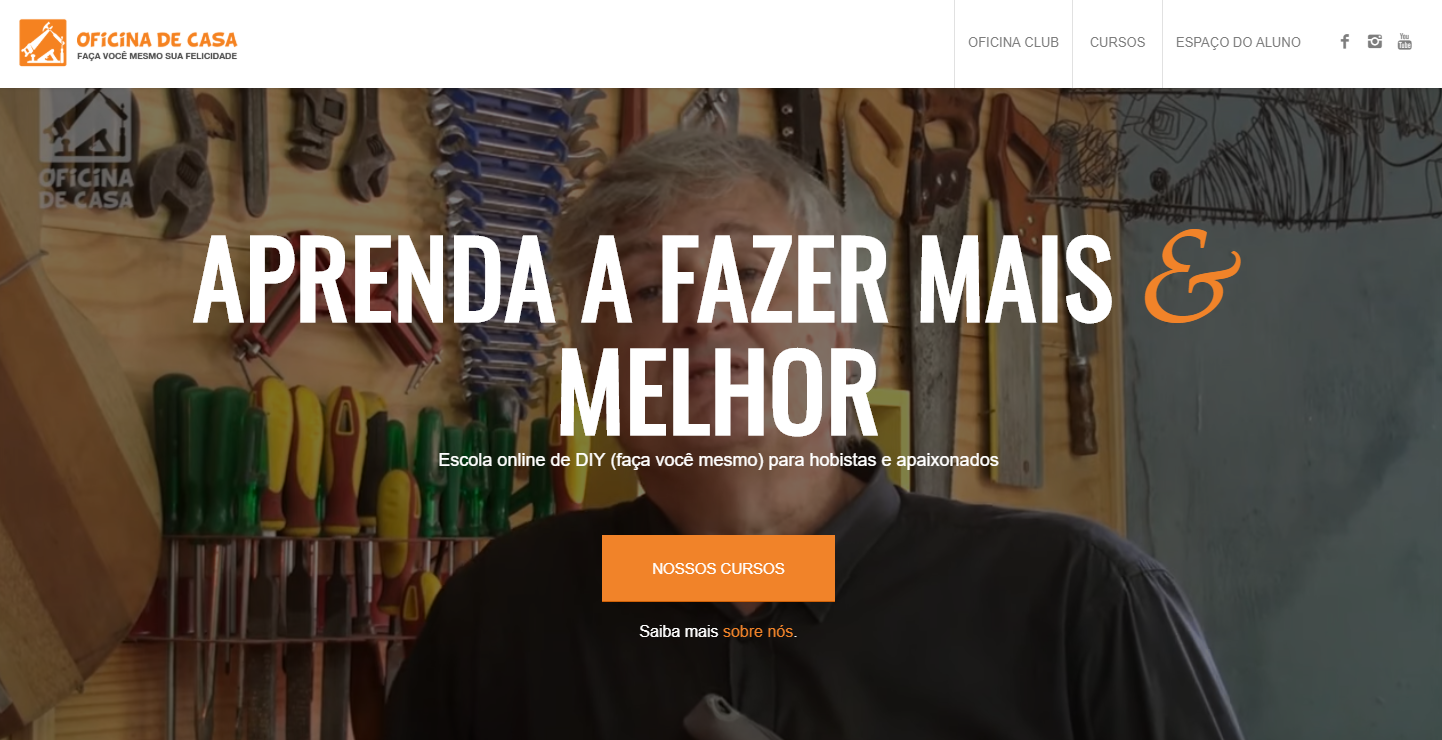 OFICINA DE CASA
FAÇA VOCÊ MESMO SUA FELICIDADE
OFICINA CLUB
CURSOS
ESPAÇO DO ALUNO
You
Tube
OFICINA
DE CASA
APRENDA A FAZER MAIS &
MELHOR
Escola online de DIY (faça você mesmo) para hobistas e apaixonados
NOSSOS CURSOS
Saiba mais sobre nós.